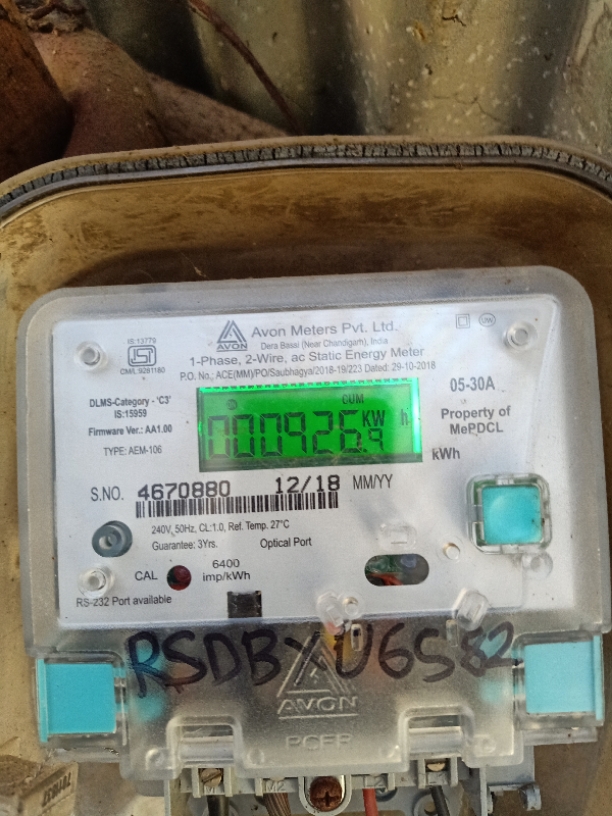 IS:13779
CM/L 9281180
AVON
Avon Meters Pvt. Ltd.
Dera Bassi (Near Chandigarh), India
1-Phase, 2-Wire, ac Static Energy Meter
P.O. No., ACE(MM)/PO/Saubhagya/2018-19/223 Dated: 29-10-2018
DLMS-Category - 'C3'
IS:15959
Firmware Ver.: AA1.00
TYPE: AEM-106
CUM
000926.9 KW h
05-30A
Property of
MePDCL
kWh
S.NO. 4670880 12/18 MM/YY
240V, 50Hz, CL:1.0, Ref. Temp. 27°C
Guarantee: 3Yrs. Optical Port
CAL 6400
imp/kWh
RS-232 Port available
RSDBXU6582
AVON